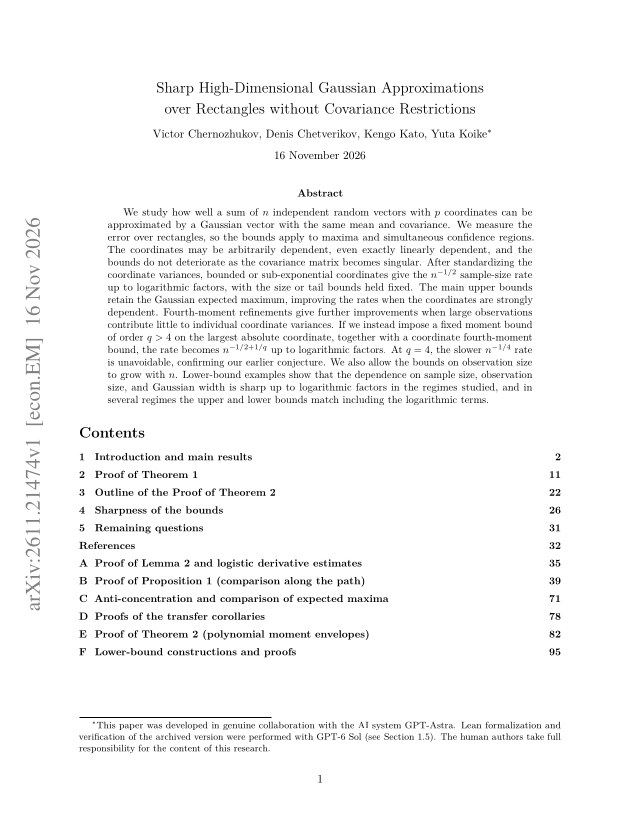 Sharp High-Dimensional Gaussian Approximations
over Rectangles without Covariance Restrictions
Victor Chernozhukov, Denis Chetverikov, Kengo Kato, Yuta Koike*
16 November 2026
Abstract
We study how well a sum of n independent random vectors with p coordinates can be
approximated by a Gaussian vector with the same mean and covariance. We measure the
error over rectangles, so the bounds apply to maxima and simultaneous confidence regions.
The coordinates may be arbitrarily dependent, even exactly linearly dependent, and the
bounds do not deteriorate as the covariance matrix becomes singular. After standardizing
the coordinate variances, bounded or sub-exponential coordinates give the n^{-1/2} sample-size
rate up to logarithmic factors, with the size or tail bounds held fixed. The main upper bounds
retain the Gaussian expected maximum, improving the rates when the coordinates are strongly
dependent. Fourth-moment refinements give further improvements when large observations
contribute little to individual coordinate variances. If we instead impose a fixed moment bound
of order q > 4 on the largest absolute coordinate, together with a coordinate fourth-moment
bound, the rate becomes n^{-1/2+1/q} up to logarithmic factors. At q = 4, the slower n^{-1/4} rate
is unavoidable, confirming our earlier conjecture. We also allow the bounds on observation size
to grow with n. Lower-bound examples show that the dependence on sample size, observation
size, and Gaussian width is sharp up to logarithmic factors in the regimes studied, and in
several regimes the upper and lower bounds match including the logarithmic terms.
Contents
1 Introduction and main results 2
2 Proof of Theorem 1 11
3 Outline of the Proof of Theorem 2 22
4 Sharpness of the bounds 26
5 Remaining questions 31
References 32
A Proof of Lemma 2 and logistic derivative estimates 35
B Proof of Proposition 1 (comparison along the path) 39
C Anti-concentration and comparison of expected maxima 71
D Proofs of the transfer corollaries 78
E Proof of Theorem 2 (polynomial moment envelopes) 82
F Lower-bound constructions and proofs 95
*This paper was developed in genuine collaboration with the AI system GPT-Astra. Lean formalization and
verification of the archived version were performed with GPT-6 Sol (see Section 1.5). The human authors take full
responsibility for the content of this research.
1
arXiv:2611.21474v1 [econ.EM] 16 Nov 2026